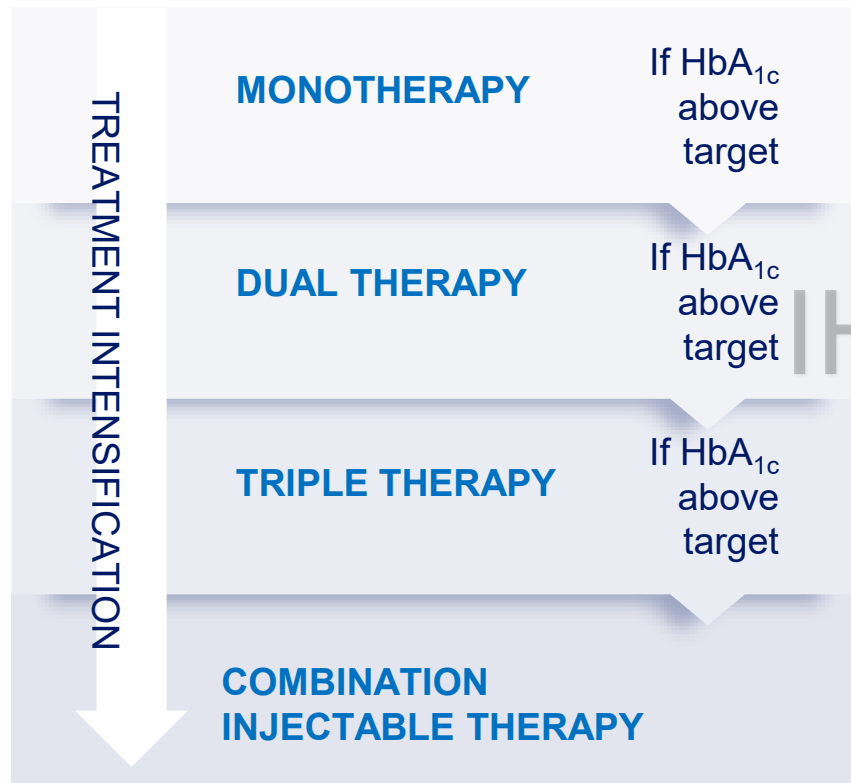 TREATMENT INTENSIFICATION
MONOTHERAPY
If HbA1c
above
target
DUAL THERAPY
If HbA1c
above
target
TRIPLE THERAPY
If HbA1c
above
target
COMBINATION
INJECTABLE THERAPY